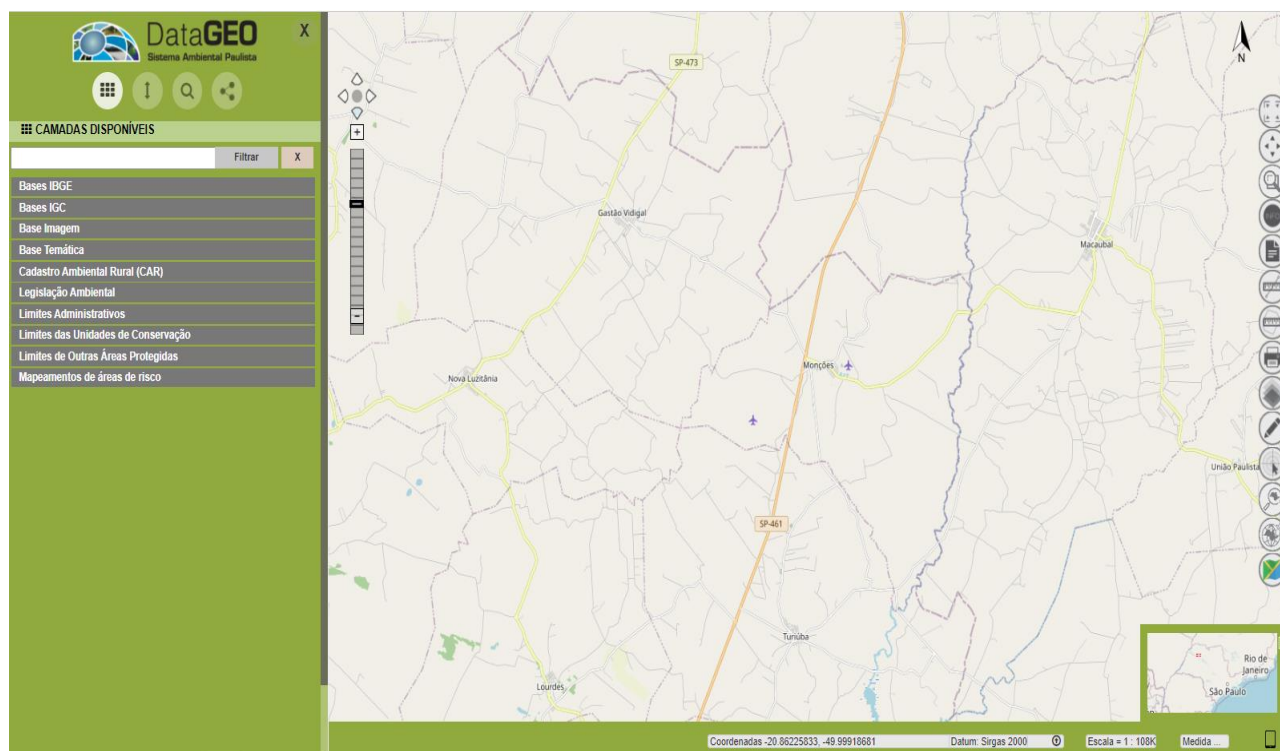 DataGEO
Sistema Ambiental Paulista
X
CAMADAS DISPONÍVEIS
Filtrar
X
Bases IBGE
Bases IGC
Base Imagem
Base Temática
Cadastro Ambiental Rural (CAR)
Legislação Ambiental
Limites Administrativos
Limites das Unidades de Conservação
Limites de Outras Áreas Protegidas
Mapeamentos de áreas de risco
SP-473
N
Gastão Vidigal
Macaubal
Monções
Nova Luzitânia
União Paulista
SP-461
Turiúba
Lourdes
Rio de
Janeiro
São Paulo
Coordenadas -20.86225833, -49.99918681
Datum: Sirgas 2000
Escala = 1 : 108K
Medida ...